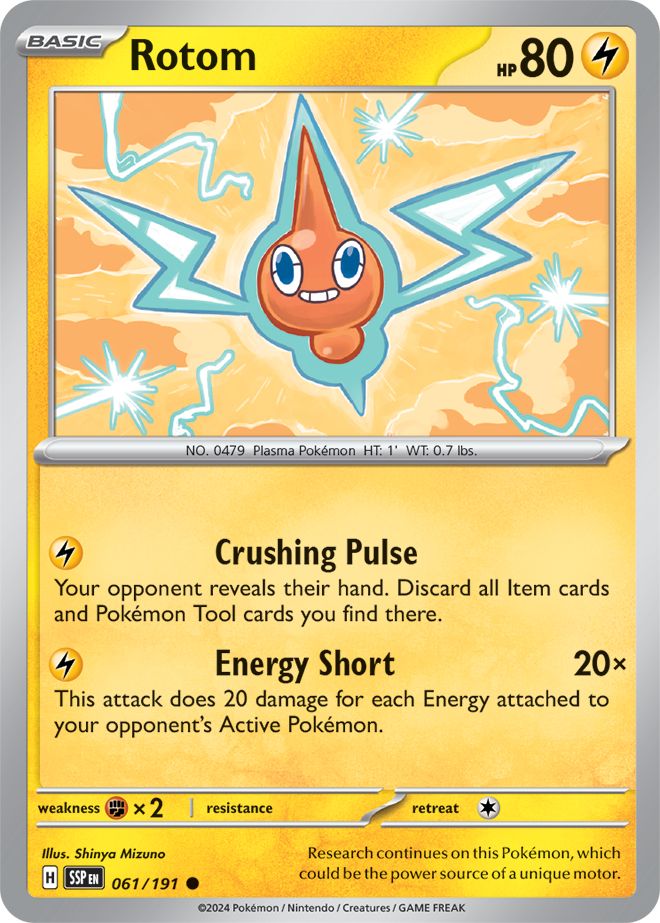 BASIC
Rotom
HP 80
NO. 0479 Plasma Pokémon HT: 1' WT: 0.7 lbs.
Crushing Pulse
Your opponent reveals their hand. Discard all Item cards
and Pokémon Tool cards you find there.
Energy Short 20×
This attack does 20 damage for each Energy attached to
your opponent's Active Pokémon.
weakness × 2 resistance retreat
Illus. Shinya Mizuno
H SSP EN 061/191
Research continues on this Pokémon, which
could be the power source of a unique motor.
©2024 Pokémon / Nintendo / Creatures / GAME FREAK